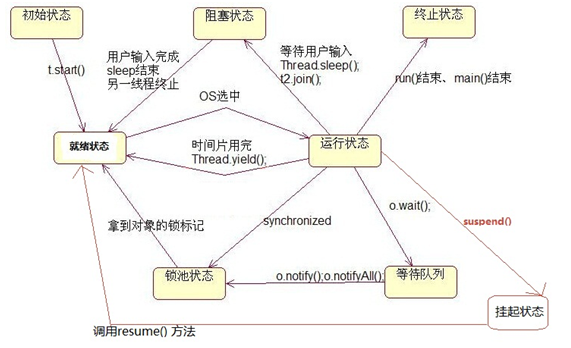 初始状态
阻塞状态
终止状态
用户输入完成
sleep结束
另一线程终止
等待用户输入
Thread.sleep();
t2.join();
t.start()
run()结束、main()结束
OS选中
就绪状态
时间片用完
Thread.yield();
运行状态
o.wait();
拿到对象的锁标记
synchronized
suspend()
锁池状态
o.notify();o.notifyAll();
等待队列
挂起状态
调用resume() 方法